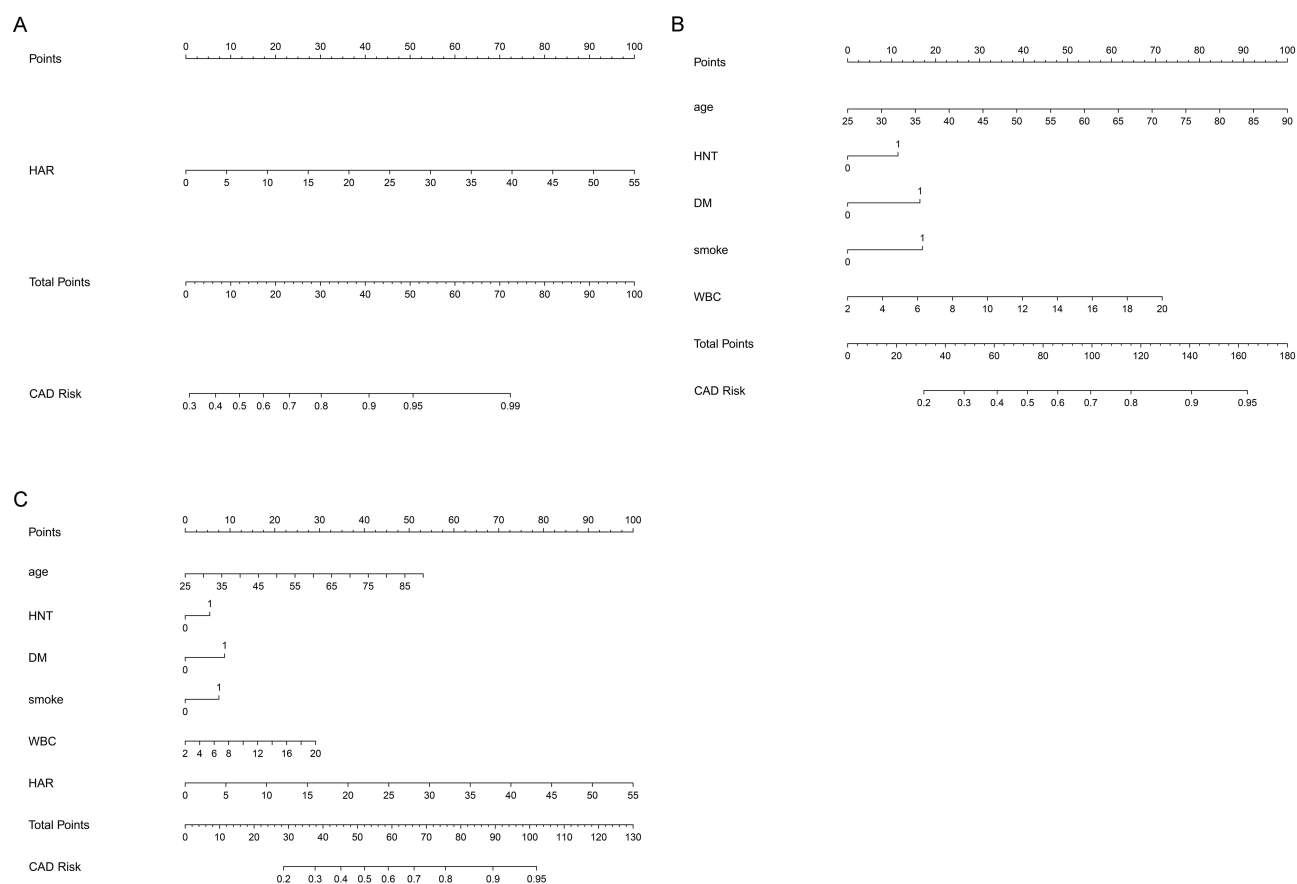 A
Points
0 10 20 30 40 50 60 70 80 90 100
HAR
0 5 10 15 20 25 30 35 40 45 50 55
Total Points
0 10 20 30 40 50 60 70 80 90 100
CAD Risk
0.3 0.4 0.5 0.6 0.7 0.8 0.9 0.95 0.99
B
Points
0 10 20 30 40 50 60 70 80 90 100
age
25 30 35 40 45 50 55 60 65 70 75 80 85 90
HNT
1
0
DM
1
0
smoke
1
0
WBC
2 4 6 8 10 12 14 16 18 20
Total Points
0 20 40 60 80 100 120 140 160 180
CAD Risk
0.2 0.3 0.4 0.5 0.6 0.7 0.8 0.9 0.95
C
Points
0 10 20 30 40 50 60 70 80 90 100
age
25 35 45 55 65 75 85
HNT
1
0
DM
1
0
smoke
1
0
WBC
2 4 6 8 12 16 20
HAR
0 5 10 15 20 25 30 35 40 45 50 55
Total Points
0 10 20 30 40 50 60 70 80 90 100 110 120 130
CAD Risk
0.2 0.3 0.4 0.5 0.6 0.7 0.8 0.9 0.95